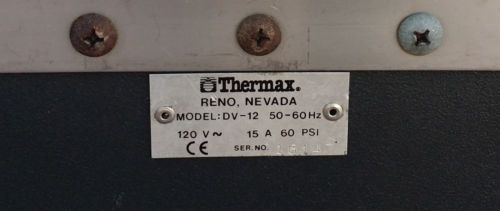 Thermax.
RENO, NEVADA
MODEL:DV-12 50-60Hz
120 V~ 15 A 60 PSI
CE SER.NO.